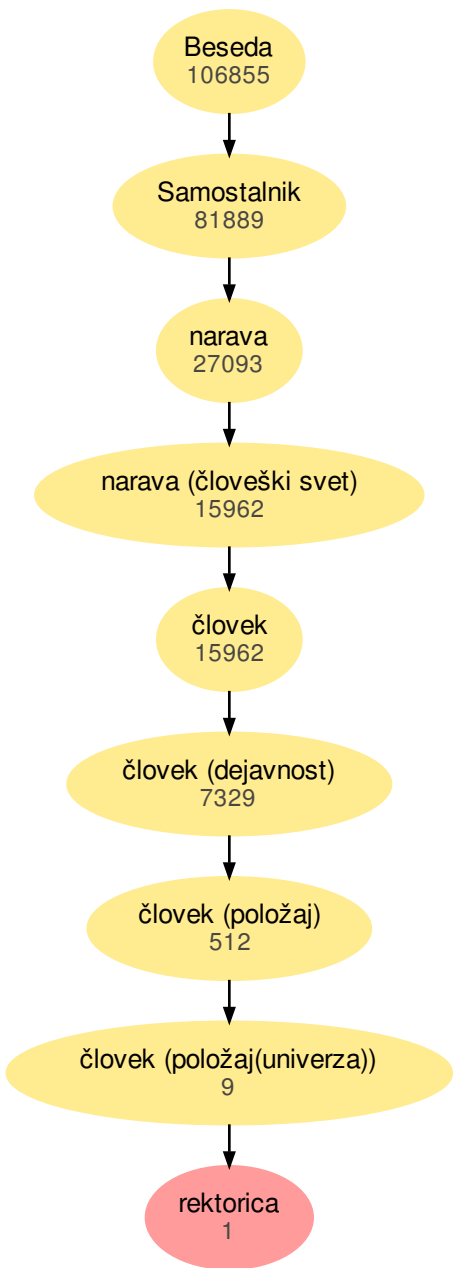 Beseda
106855
Samostalnik
81889
narava
27093
narava (človeški svet)
15962
človek
15962
človek (dejavnost)
7329
človek (položaj)
512
človek (položaj(univerza))
9
rektorica
1